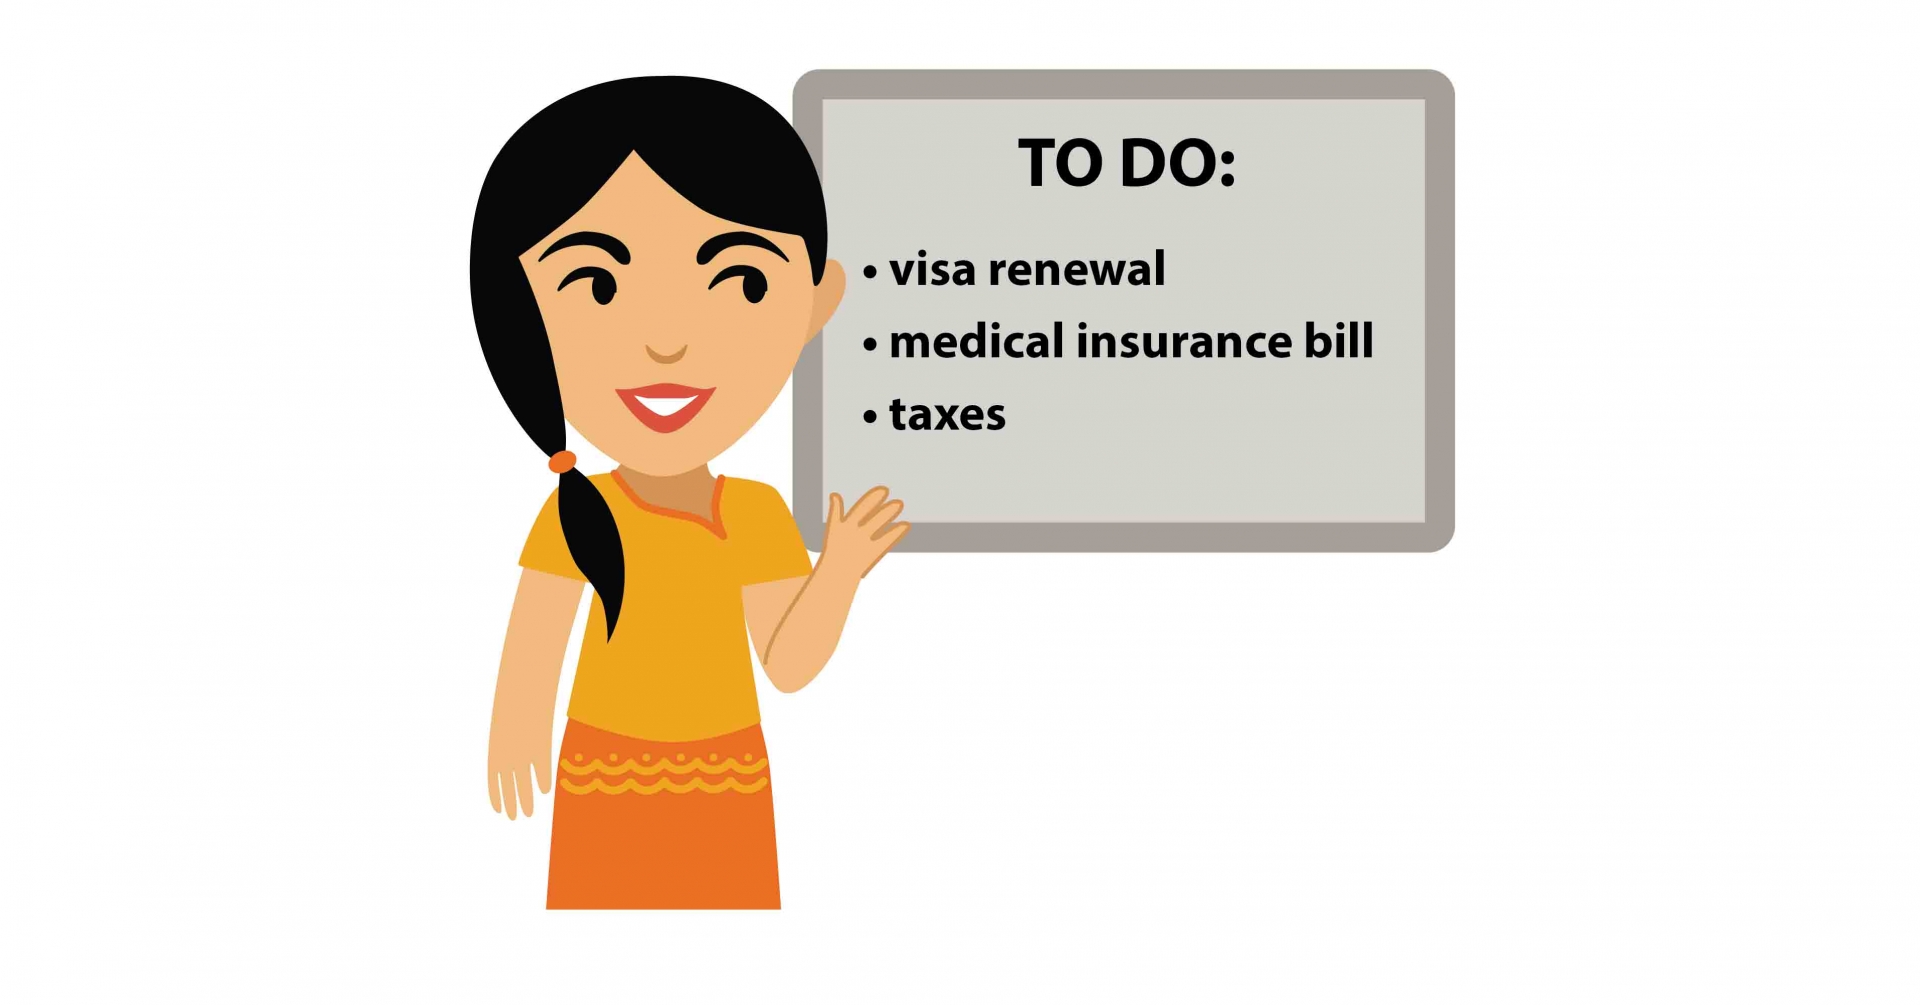 TO DO:
• visa renewal
• medical insurance bill
• taxes